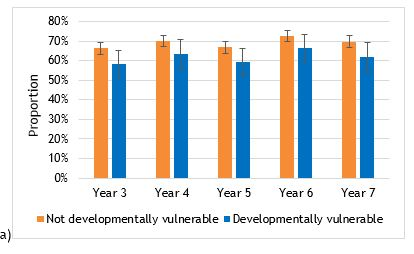 80%
70%
60%
50%
40%
30%
20%
10%
0%
Proportion
Year 3 Year 4 Year 5 Year 6 Year 7
Not developmentally vulnerable Developmentally vulnerable
a)